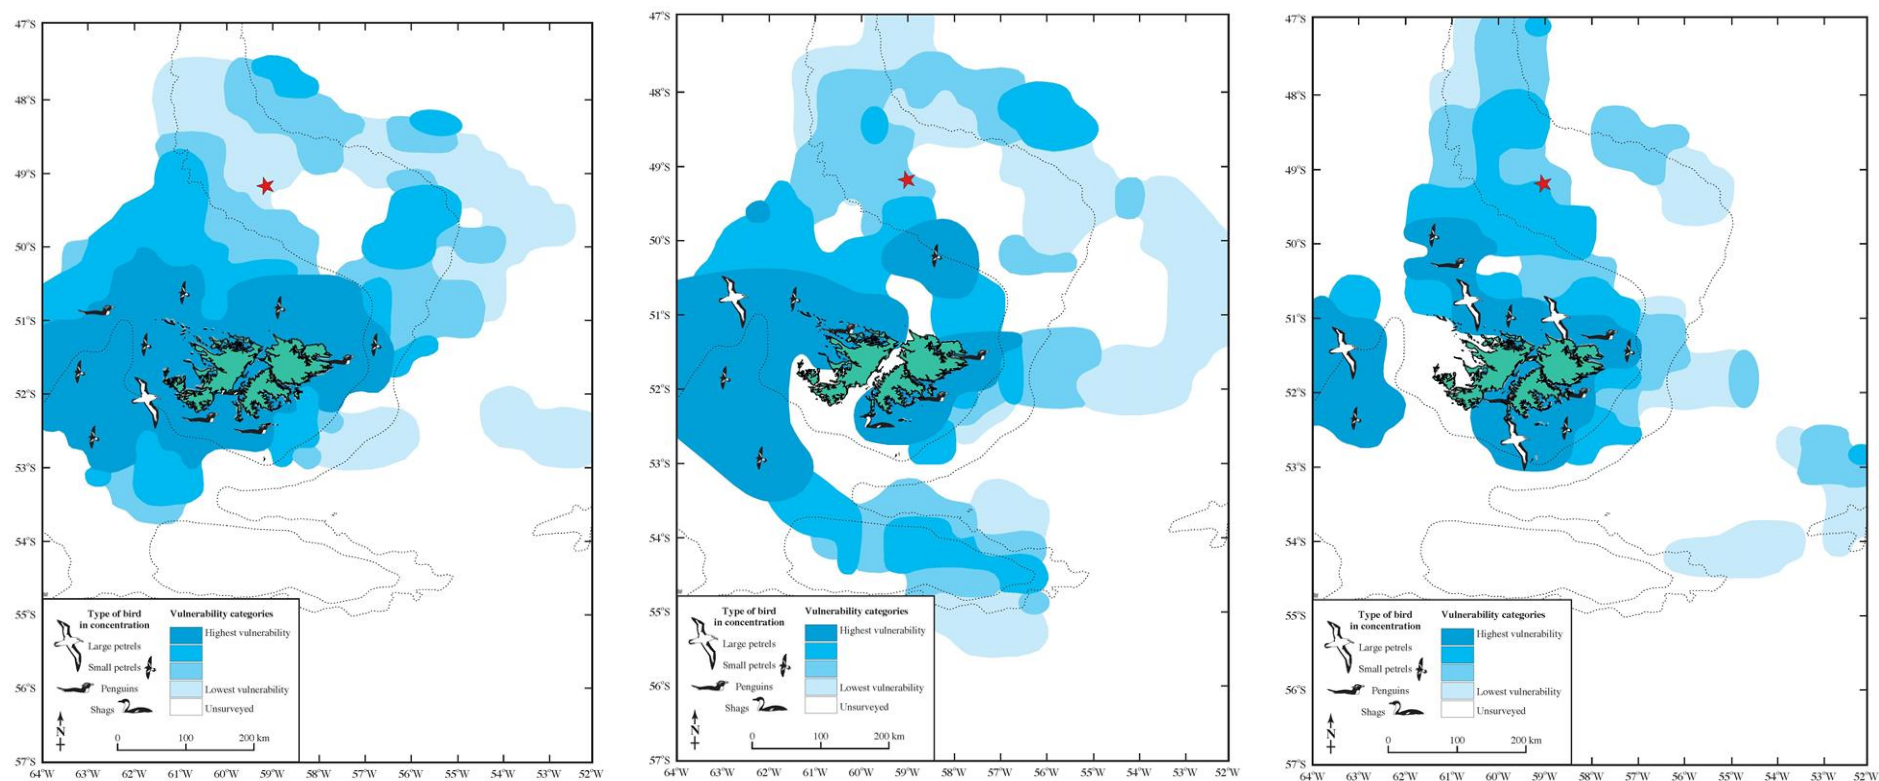 47°S
48°S
49°S
50°S
51°S
52°S
53°S
54°S
55°S
56°S
57°S
64°W 63°W 62°W 61°W 60°W 59°W 58°W 57°W 56°W 55°W 54°W 53°W 52°W
Type of bird in concentration
Large petrels
Small petrels
Penguins
Shags
Vulnerability categories
Highest vulnerability
Lowest vulnerability
Unsurveyed
N
0 100 200 km
47°S
48°S
49°S
50°S
51°S
52°S
53°S
54°S
55°S
56°S
57°S
64°W 63°W 62°W 61°W 60°W 59°W 58°W 57°W 56°W 55°W 54°W 53°W 52°W
Type of bird in concentration
Large petrels
Small petrels
Penguins
Shags
Vulnerability categories
Highest vulnerability
Lowest vulnerability
Unsurveyed
N
0 100 200 km
47°S
48°S
49°S
50°S
51°S
52°S
53°S
54°S
55°S
56°S
57°S
64°W 63°W 62°W 61°W 60°W 59°W 58°W 57°W 56°W 55°W 54°W 53°W 52°W
Type of bird in concentration
Large petrels
Small petrels
Penguins
Shags
Vulnerability categories
Highest vulnerability
Lowest vulnerability
Unsurveyed
N
0 100 200 km